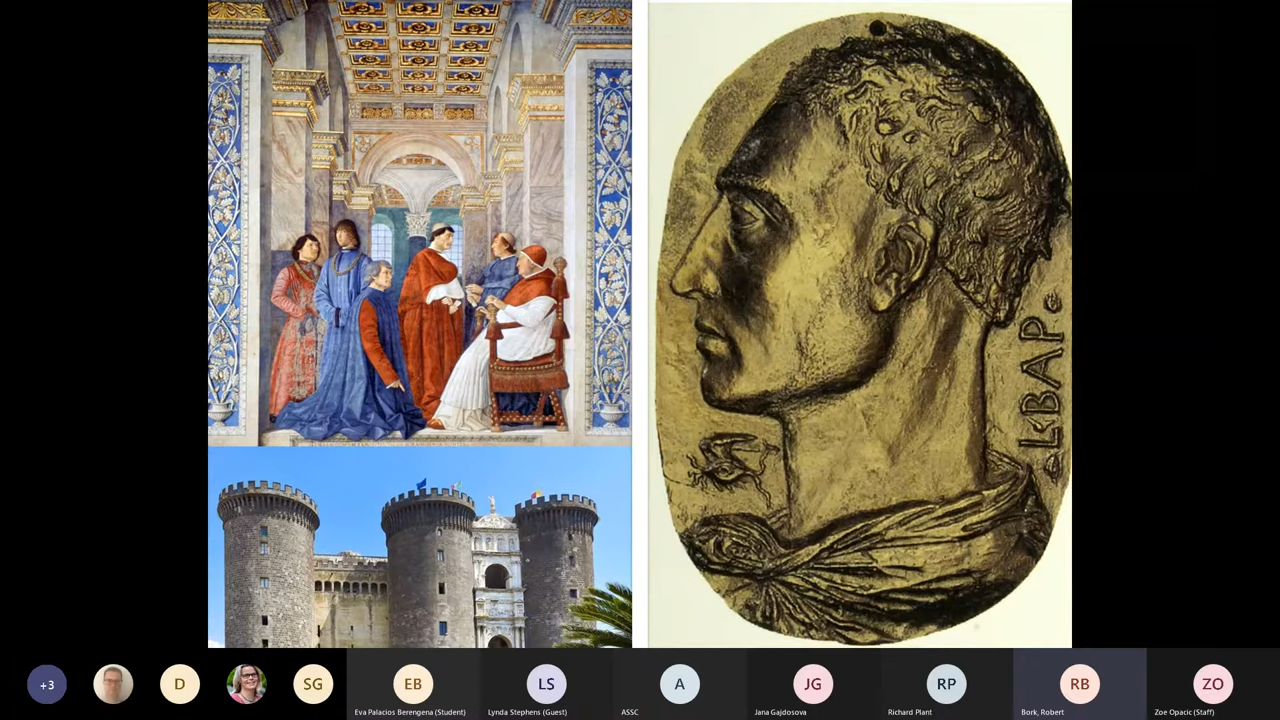 L BAP
+3
D
SG
EB
LS
A
JG
RP
RB
ZO
Eva Palacios Berengena (Student)
Lynda Stephens (Guest)
ASSC
Jana Gajdosova
Richard Plant
Bork, Robert
Zoe Opacic (Staff)